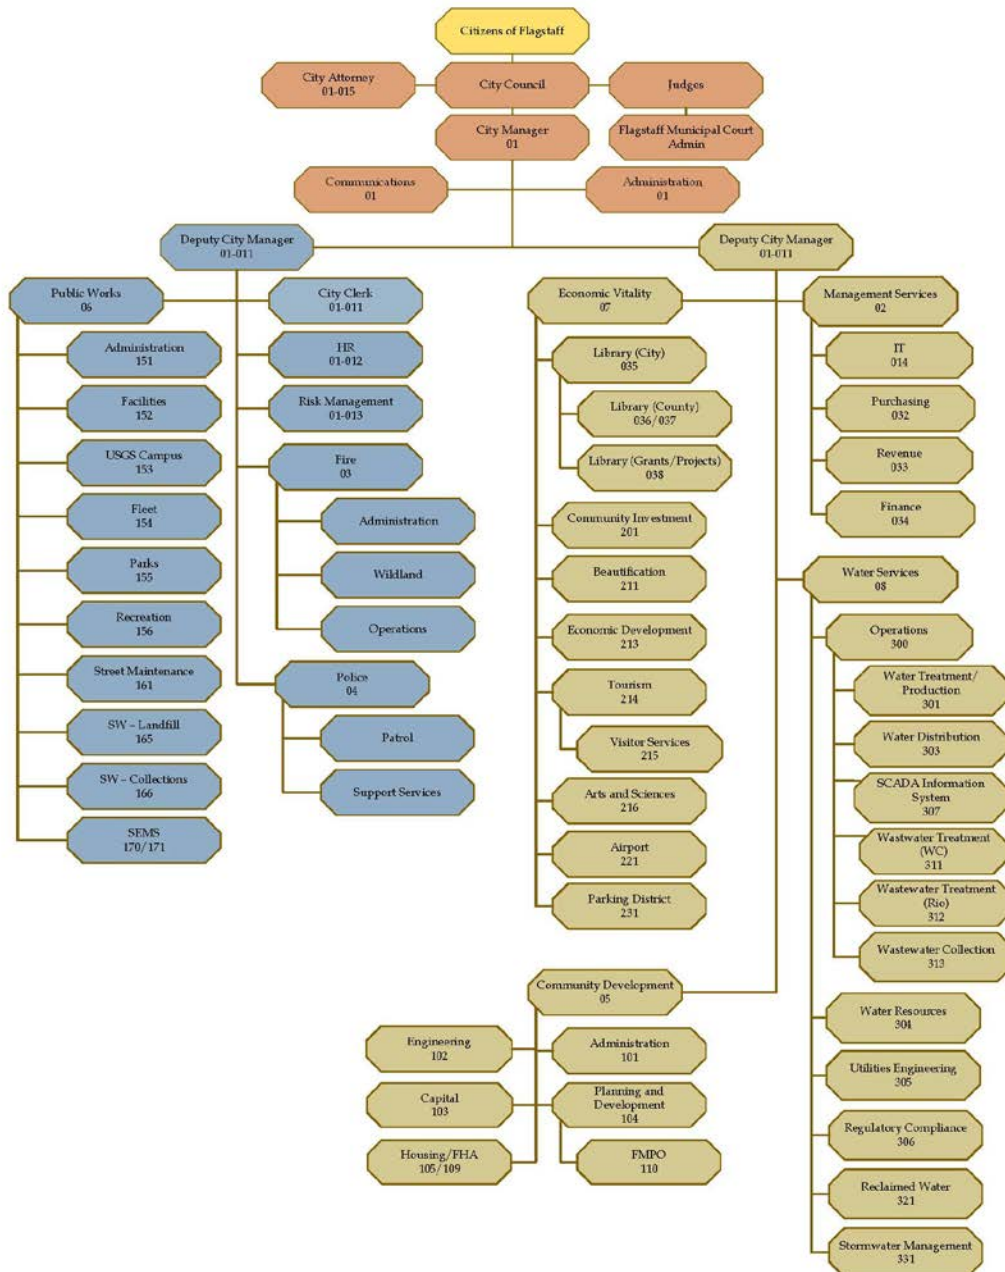 Citizens of Flagstaff
City Attorney
01-015
City Council
Judges
City Manager
01
Flagstaff Municipal Court
Admin
Communications
01
Administration
01
Deputy City Manager
01-011
Deputy City Manager
01-011
Public Works
06
Administration
151
Facilities
152
USGS Campus
153
Fleet
154
Parks
155
Recreation
156
Street Maintenance
161
SW – Landfill
165
SW – Collections
166
SEMS
170/171
City Clerk
01-011
HR
01-012
Risk Management
01-013
Fire
03
Administration
Wildland
Operations
Police
04
Patrol
Support Services
Economic Vitality
07
Library (City)
035
Library (County)
036/037
Library (Grants/Projects)
038
Community Investment
201
Beautification
211
Economic Development
213
Tourism
214
Visitor Services
215
Arts and Sciences
216
Airport
221
Parking District
231
Management Services
02
IT
014
Purchasing
032
Revenue
033
Finance
034
Water Services
08
Operations
300
Water Treatment/
Production
301
Water Distribution
303
SCADA Information
System
307
Wastwater Treatment
(WC)
311
Wastewater Treatment
(Rio)
312
Wastewater Collection
313
Water Resources
304
Utilities Engineering
305
Regulatory Compliance
306
Reclaimed Water
321
Stormwater Management
331
Community Development
05
Engineering
102
Administration
101
Capital
103
Planning and
Development
104
Housing/FHA
105/109
FMPO
110